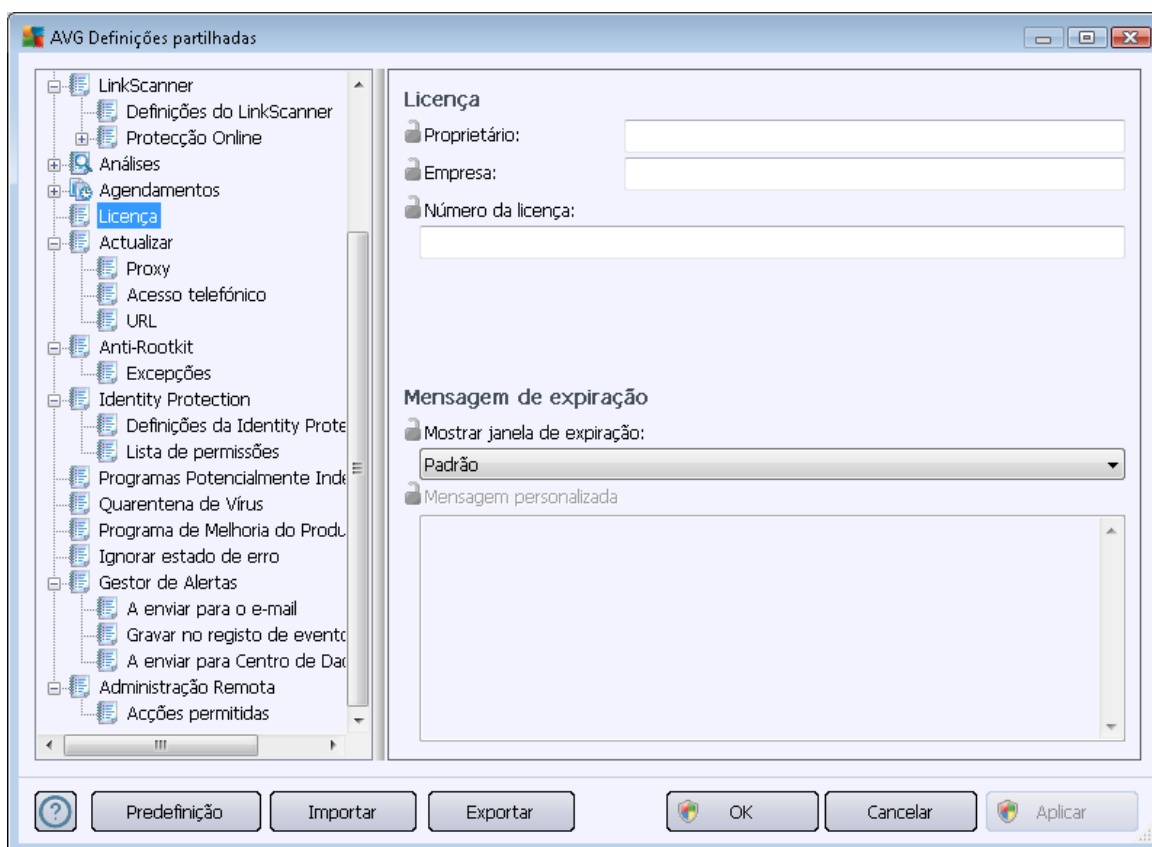 AVG Definições partilhadas
LinkScanner
Definições do LinkScanner
Protecção Online
Análises
Agendamentos
Licença
Actualizar
Proxy
Acesso telefónico
URL
Anti-Rootkit
Excepções
Identity Protection
Definições da Identity Prote
Lista de permissões
Programas Potencialmente Inde
Quarentena de Vírus
Programa de Melhoria do Produ
Ignorar estado de erro
Gestor de Alertas
A enviar para o e-mail
Gravar no registo de evento
A enviar para Centro de Dad
Administração Remota
Acções permitidas
Licença
Proprietário:
Empresa:
Número da licença:
Mensagem de expiração
Mostrar janela de expiração:
Padrão
Mensagem personalizada
Predefinição
Importar
Exportar
OK
Cancelar
Aplicar